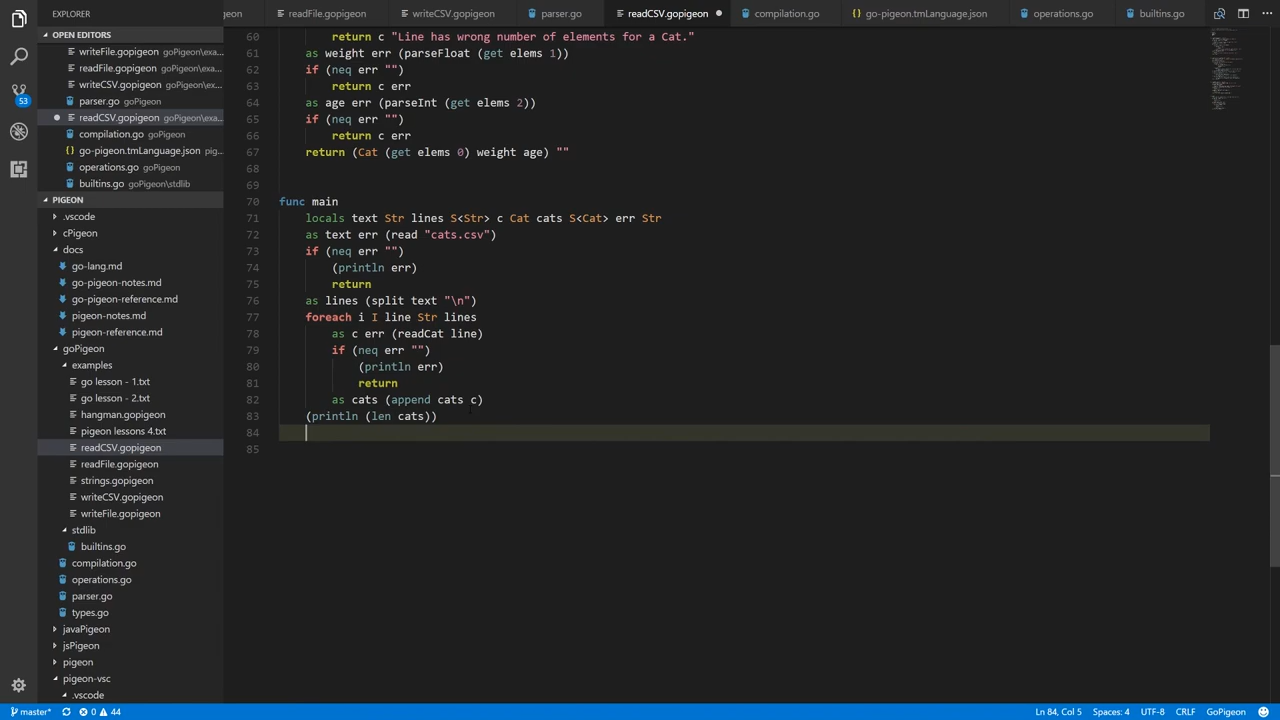 EXPLORER
gen
readFile.gopigeon
writeCSV.gopigeon
parser.go
readCSV.gopigeon
compilation.go
go-pigeon.tmLanguage.json
operations.go
builtins.go
OPEN EDITORS
writeFile.gopigeon goPigeon\exa...
readFile.gopigeon goPigeon\exa...
writeCSV.gopigeon goPigeon\exa...
parser.go goPigeon
readCSV.gopigeon goPigeon\exa...
compilation.go goPigeon
go-pigeon.tmLanguage.json pig...
operations.go goPigeon
builtins.go goPigeon\stdlib
PIGEON
.vscode
cPigeon
docs
go-lang.md
go-pigeon-notes.md
go-pigeon-reference.md
pigeon-notes.md
pigeon-reference.md
goPigeon
examples
go lesson - 1.txt
go lesson - 2.txt
hangman.gopigeon
pigeon lessons 4.txt
readCSV.gopigeon
readFile.gopigeon
strings.gopigeon
writeCSV.gopigeon
writeFile.gopigeon
stdlib
builtins.go
compilation.go
operations.go
parser.go
types.go
javaPigeon
jsPigeon
pigeon
pigeon-vsc
.vscode
53
60 return c "Line has wrong number of elements for a Cat."
61 as weight err (parseFloat (get elems 1))
62 if (neq err "")
63 return c err
64 as age err (parseInt (get elems 2))
65 if (neq err "")
66 return c err
67 return (Cat (get elems 0) weight age) ""
68
69
70 func main
71 locals text Str lines S<Str> c Cat cats S<Cat> err Str
72 as text err (read "cats.csv")
73 if (neq err "")
74 (println err)
75 return
76 as lines (split text "\n")
77 foreach i I line Str lines
78 as c err (readCat line)
79 if (neq err "")
80 (println err)
81 return
82 as cats (append cats c)
83 (println (len cats))
84
85
master* 0 44
Ln 84, Col 5 Spaces: 4 UTF-8 CRLF GoPigeon